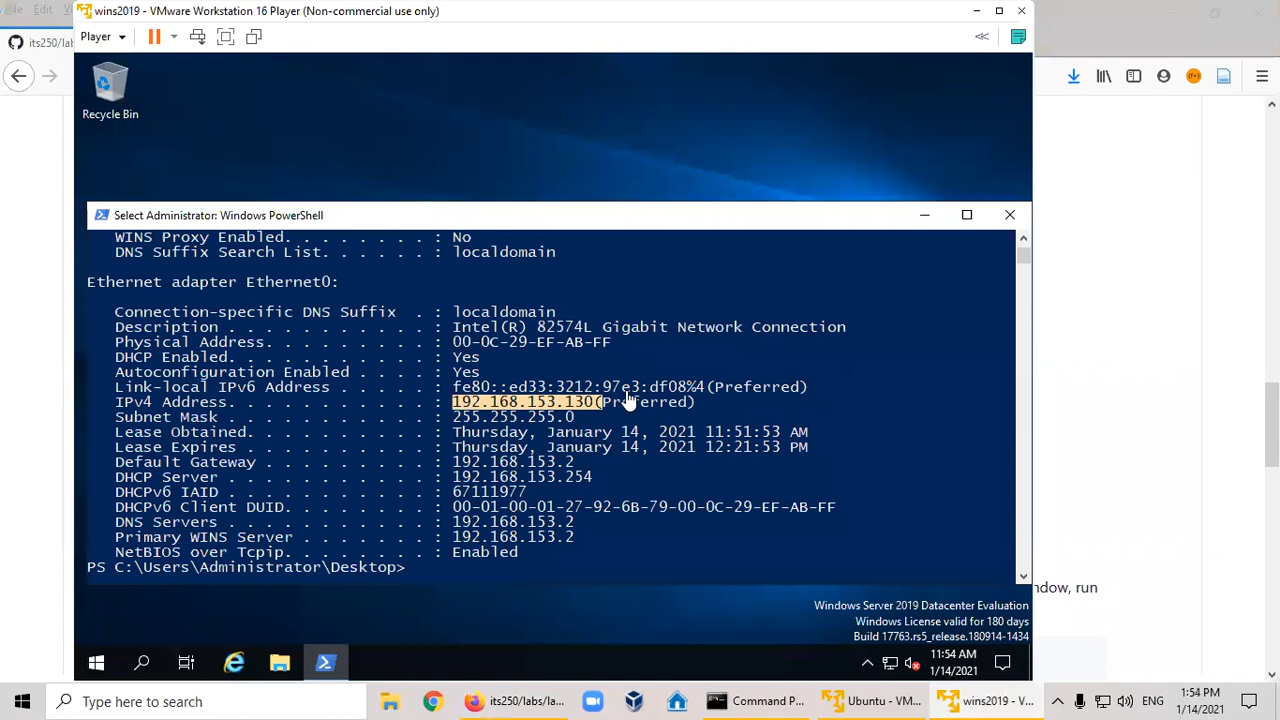 File Edit
wins2019 - VMware Workstation 16 Player (Non-commercial use only)
Player
its250/lab
Recycle Bin
Select Administrator: Windows PowerShell
WINS Proxy Enabled. . . . . . . . : No
DNS Suffix Search List. . . . . . : localdomain
Ethernet adapter Ethernet0:
Connection-specific DNS Suffix . : localdomain
Description . . . . . . . . . . . : Intel(R) 82574L Gigabit Network Connection
Physical Address. . . . . . . . . : 00-0C-29-EF-AB-FF
DHCP Enabled. . . . . . . . . . . : Yes
Autoconfiguration Enabled . . . . : Yes
Link-local IPv6 Address . . . . . : fe80::ed33:3212:97e3:df08%4(Preferred)
IPv4 Address. . . . . . . . . . . : 192.168.153.130(Preferred)
Subnet Mask . . . . . . . . . . . : 255.255.255.0
Lease Obtained. . . . . . . . . . : Thursday, January 14, 2021 11:51:53 AM
Lease Expires . . . . . . . . . . : Thursday, January 14, 2021 12:21:53 PM
Default Gateway . . . . . . . . . : 192.168.153.2
DHCP Server . . . . . . . . . . . : 192.168.153.254
DHCPv6 IAID . . . . . . . . . . . : 67111977
DHCPv6 Client DUID. . . . . . . . : 00-01-00-01-27-92-6B-79-00-0C-29-EF-AB-FF
DNS Servers . . . . . . . . . . . : 192.168.153.2
Primary WINS Server . . . . . . . : 192.168.153.2
NetBIOS over Tcpip. . . . . . . . : Enabled
PS C:\Users\Administrator\Desktop>
ndow, run
Windows Server 2019 Datacenter Evaluation
Windows License valid for 180 days
Build 17763.rs5_release.180914-1434
11:54 AM
1/14/2021
Type here to search
its250/labs/la...
Command P...
Ubuntu - VM...
wins2019 - V...
ENG
1:54 PM
1/14/2021